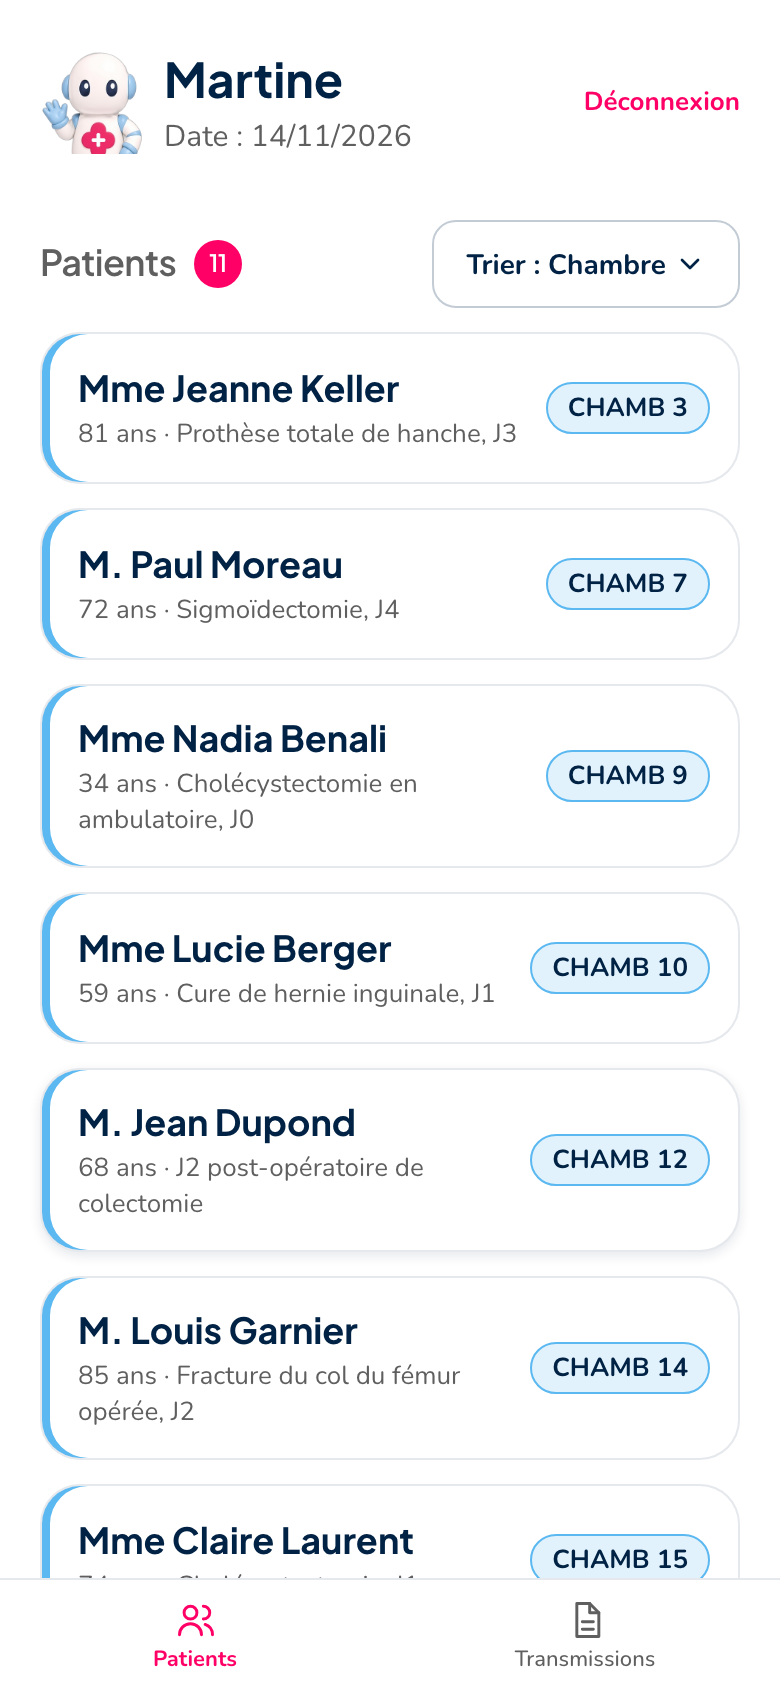 Martine
Date : 14/11/2026
Déconnexion
Patients 11
Trier : Chambre
Mme Jeanne Keller
81 ans · Prothèse totale de hanche, J3
CHAMB 3
M. Paul Moreau
72 ans · Sigmoïdectomie, J4
CHAMB 7
Mme Nadia Benali
34 ans · Cholécystectomie en
ambulatoire, J0
CHAMB 9
Mme Lucie Berger
59 ans · Cure de hernie inguinale, J1
CHAMB 10
M. Jean Dupond
68 ans · J2 post-opératoire de
colectomie
CHAMB 12
M. Louis Garnier
85 ans · Fracture du col du fémur
opérée, J2
CHAMB 14
Mme Claire Laurent
CHAMB 15
Patients
Transmissions